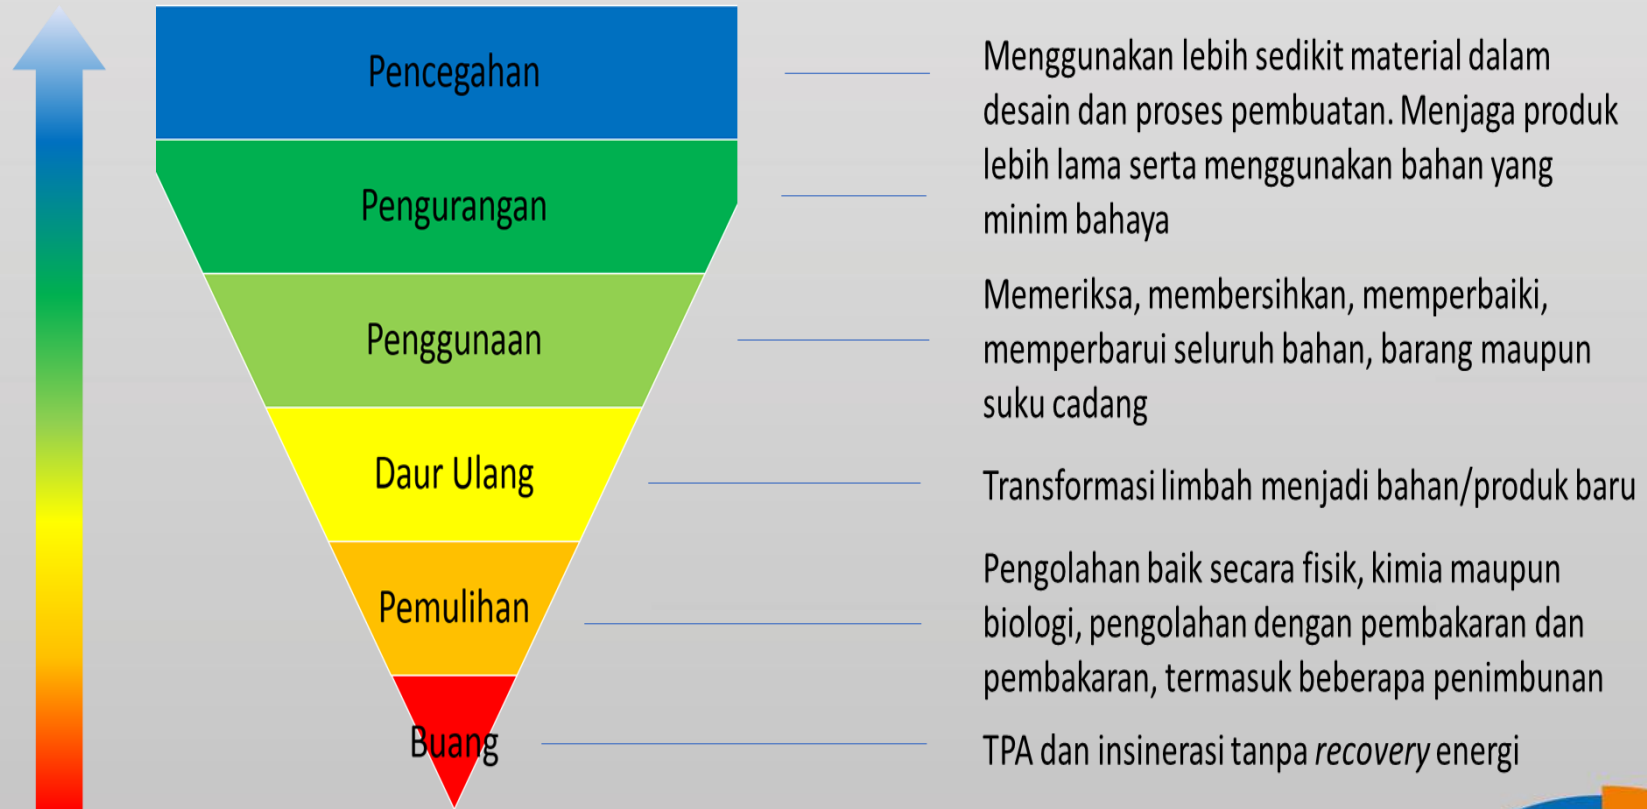 Pencegahan
Pengurangan
Penggunaan
Daur Ulang
Pemulihan
Buang
Menggunakan lebih sedikit material dalam
desain dan proses pembuatan. Menjaga produk
lebih lama serta menggunakan bahan yang
minim bahaya
Memeriksa, membersihkan, memperbaiki,
memperbarui seluruh bahan, barang maupun
suku cadang
Transformasi limbah menjadi bahan/produk baru
Pengolahan baik secara fisik, kimia maupun
biologi, pengolahan dengan pembakaran dan
pembakaran, termasuk beberapa penimbunan
TPA dan insinerasi tanpa recovery energi